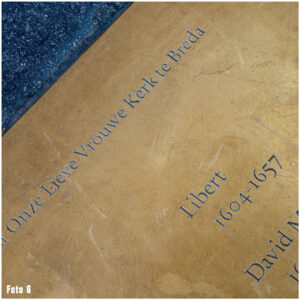 Onze Lieve Vrouwe Kerk te Breda
Libert
1604-1657
David
Foto 6